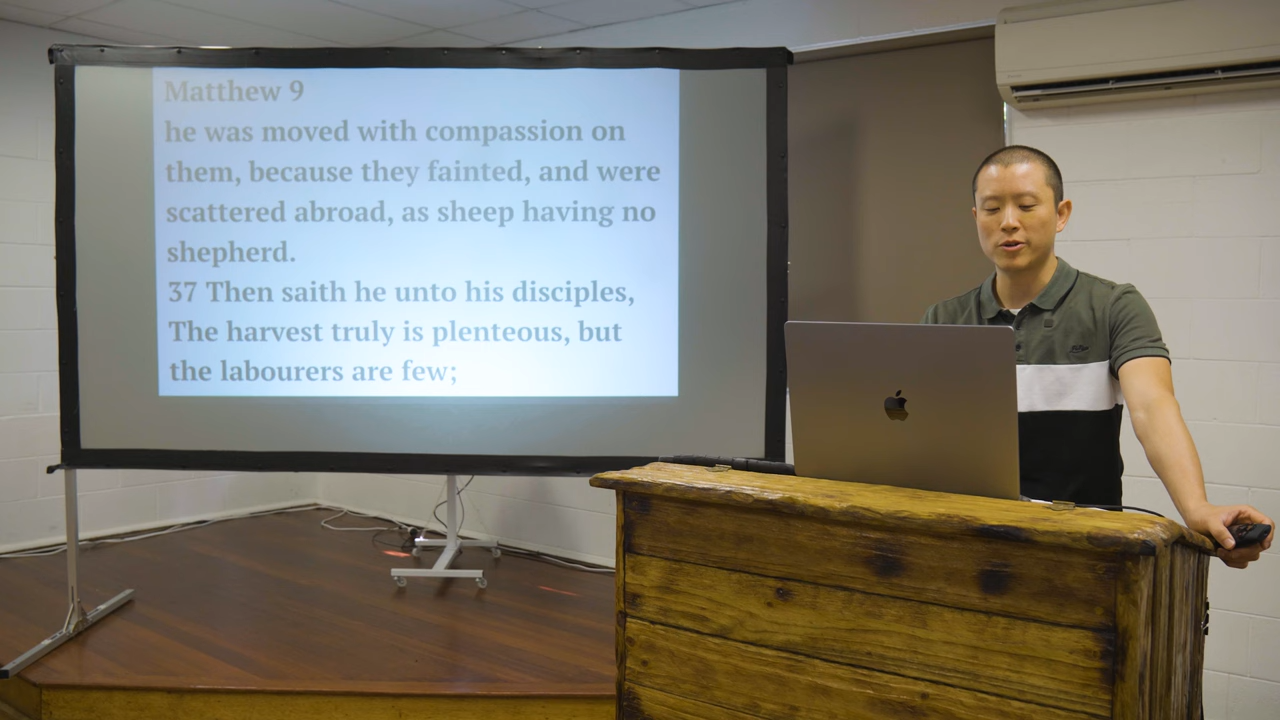 Matthew 9
he was moved with compassion on
them, because they fainted, and were
scattered abroad, as sheep having no
shepherd.
37 Then saith he unto his disciples,
The harvest truly is plenteous, but
the labourers are few;